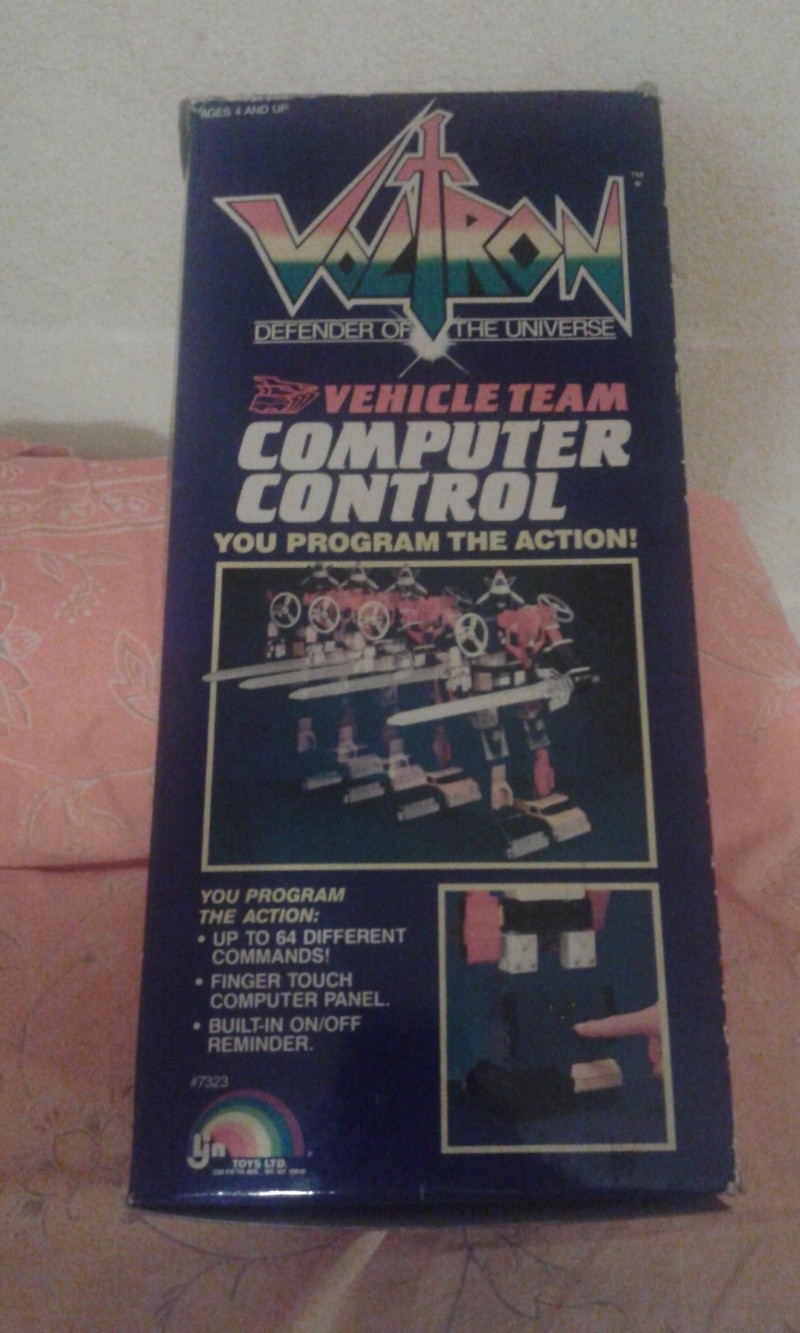 AGES 4 AND UP
VOLTRON
TM
DEFENDER OF THE UNIVERSE
VEHICLE TEAM
COMPUTER
CONTROL
YOU PROGRAM THE ACTION!
YOU PROGRAM
THE ACTION:
• UP TO 64 DIFFERENT
COMMANDS!
• FINGER TOUCH
COMPUTER PANEL.
• BUILT-IN ON/OFF
REMINDER.
#7323
Ljn
TOYS LTD.